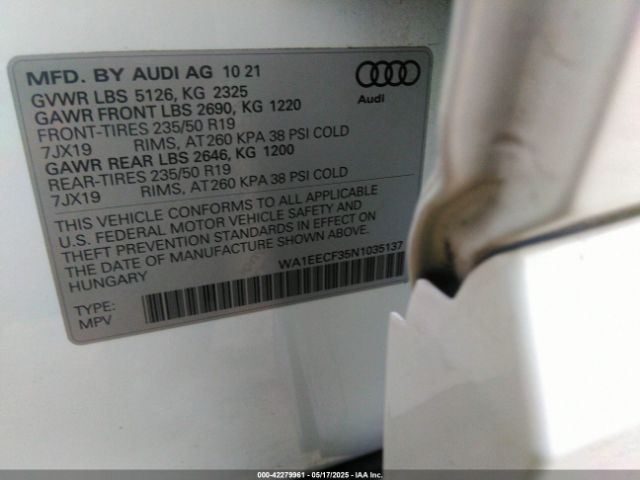 MFD. BY AUDI AG 10 21
GVWR LBS 5126, KG 2325
GAWR FRONT LBS 2690, KG 1220
FRONT-TIRES 235/50 R19
7JX19 RIMS, AT 260 KPA 38 PSI COLD
GAWR REAR LBS 2646, KG 1200
REAR-TIRES 235/50 R19
7JX19 RIMS, AT 260 KPA 38 PSI COLD
THIS VEHICLE CONFORMS TO ALL APPLICABLE
U.S. FEDERAL MOTOR VEHICLE SAFETY AND
THEFT PREVENTION STANDARDS IN EFFECT ON
THE DATE OF MANUFACTURE SHOWN ABOVE.
HUNGARY
WA1EECF35N1035137
TYPE:
MPV
Audi
000-42279961 - 05/17/2025 - IAA Inc.